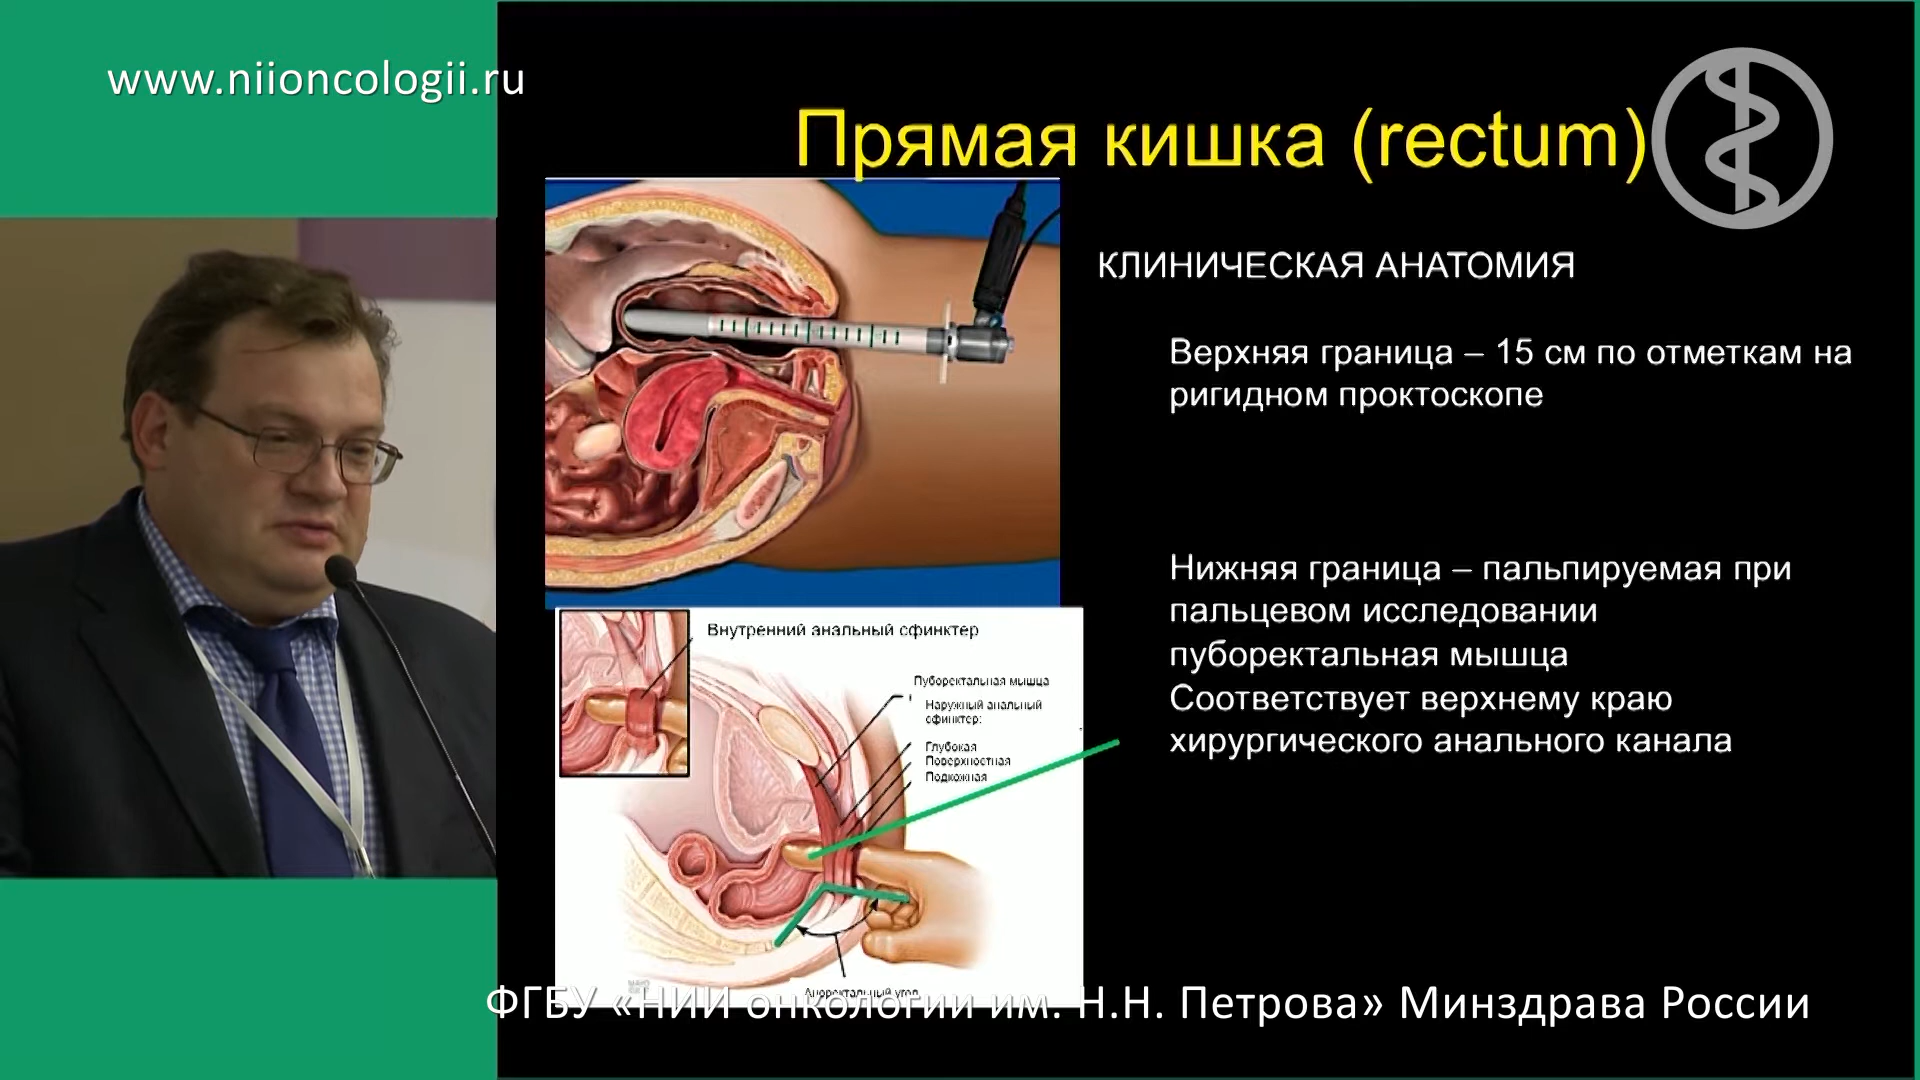 www.niioncologii.ru
Прямая кишка (rectum)
КЛИНИЧЕСКАЯ АНАТОМИЯ
Верхняя граница – 15 см по отметкам на
ригидном проктоскопе
Нижняя граница – пальпируемая при
пальцевом исследовании
пуборектальная мышца
Соответствует верхнему краю
хирургического анального канала
Внутренний анальный сфинктер
Пуборектальная мышца
Наружный анальный
сфинктер:
Глубокая
Поверхностная
Подкожная
Аноректальный угол
ФГБУ «НИИ онкологии им. Н.Н. Петрова» Минздрава России